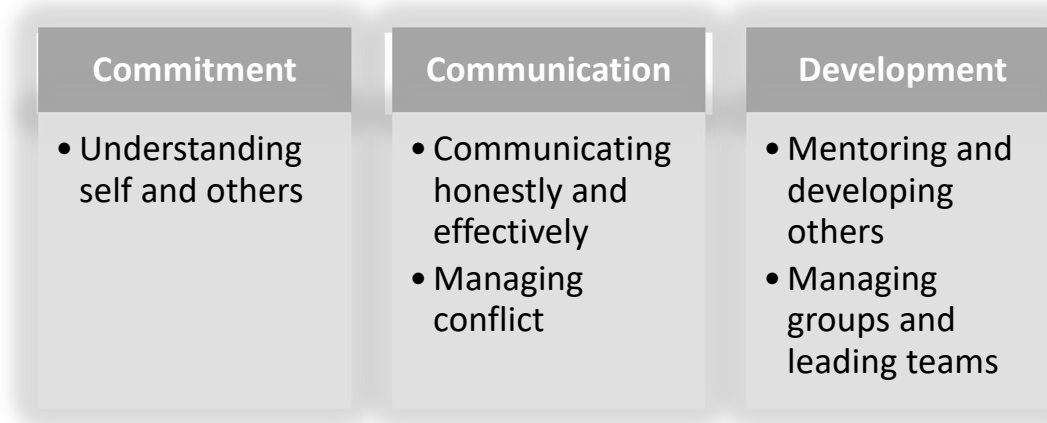 Commitment
• Understanding
self and others
Communication
• Communicating
honestly and
effectively
• Managing
conflict
Development
• Mentoring and
developing
others
• Managing
groups and
leading teams